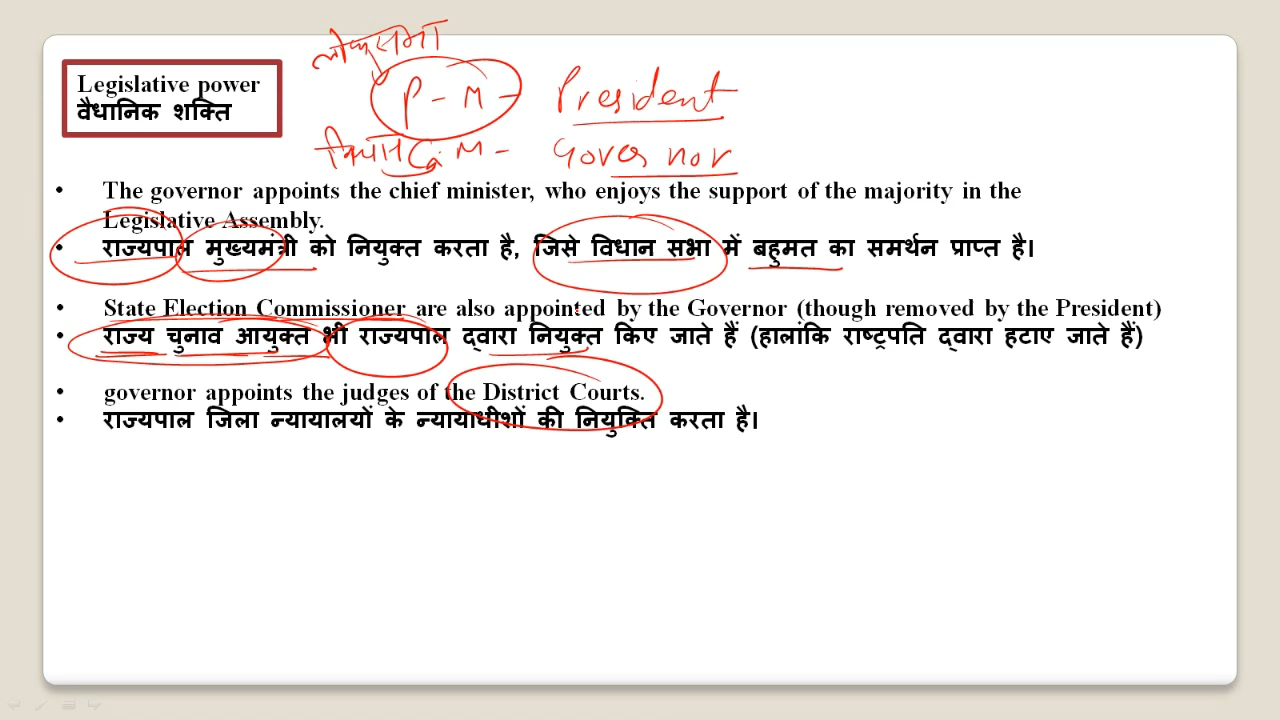 लोकसभा
P - M - President
C. M - Governor
Legislative power
वैधानिक शक्ति
• The governor appoints the chief minister, who enjoys the support of the majority in the
Legislative Assembly.
• राज्यपाल मुख्यमंत्री को नियुक्त करता है, जिसे विधान सभा में बहुमत का समर्थन प्राप्त है।
• State Election Commissioner are also appointed by the Governor (though removed by the President)
• राज्य चुनाव आयुक्त भी राज्यपाल द्वारा नियुक्त किए जाते हैं (हालांकि राष्ट्रपति द्वारा हटाए जाते हैं)
• governor appoints the judges of the District Courts.
• राज्यपाल जिला न्यायालयों के न्यायाधीशों की नियुक्ति करता है।